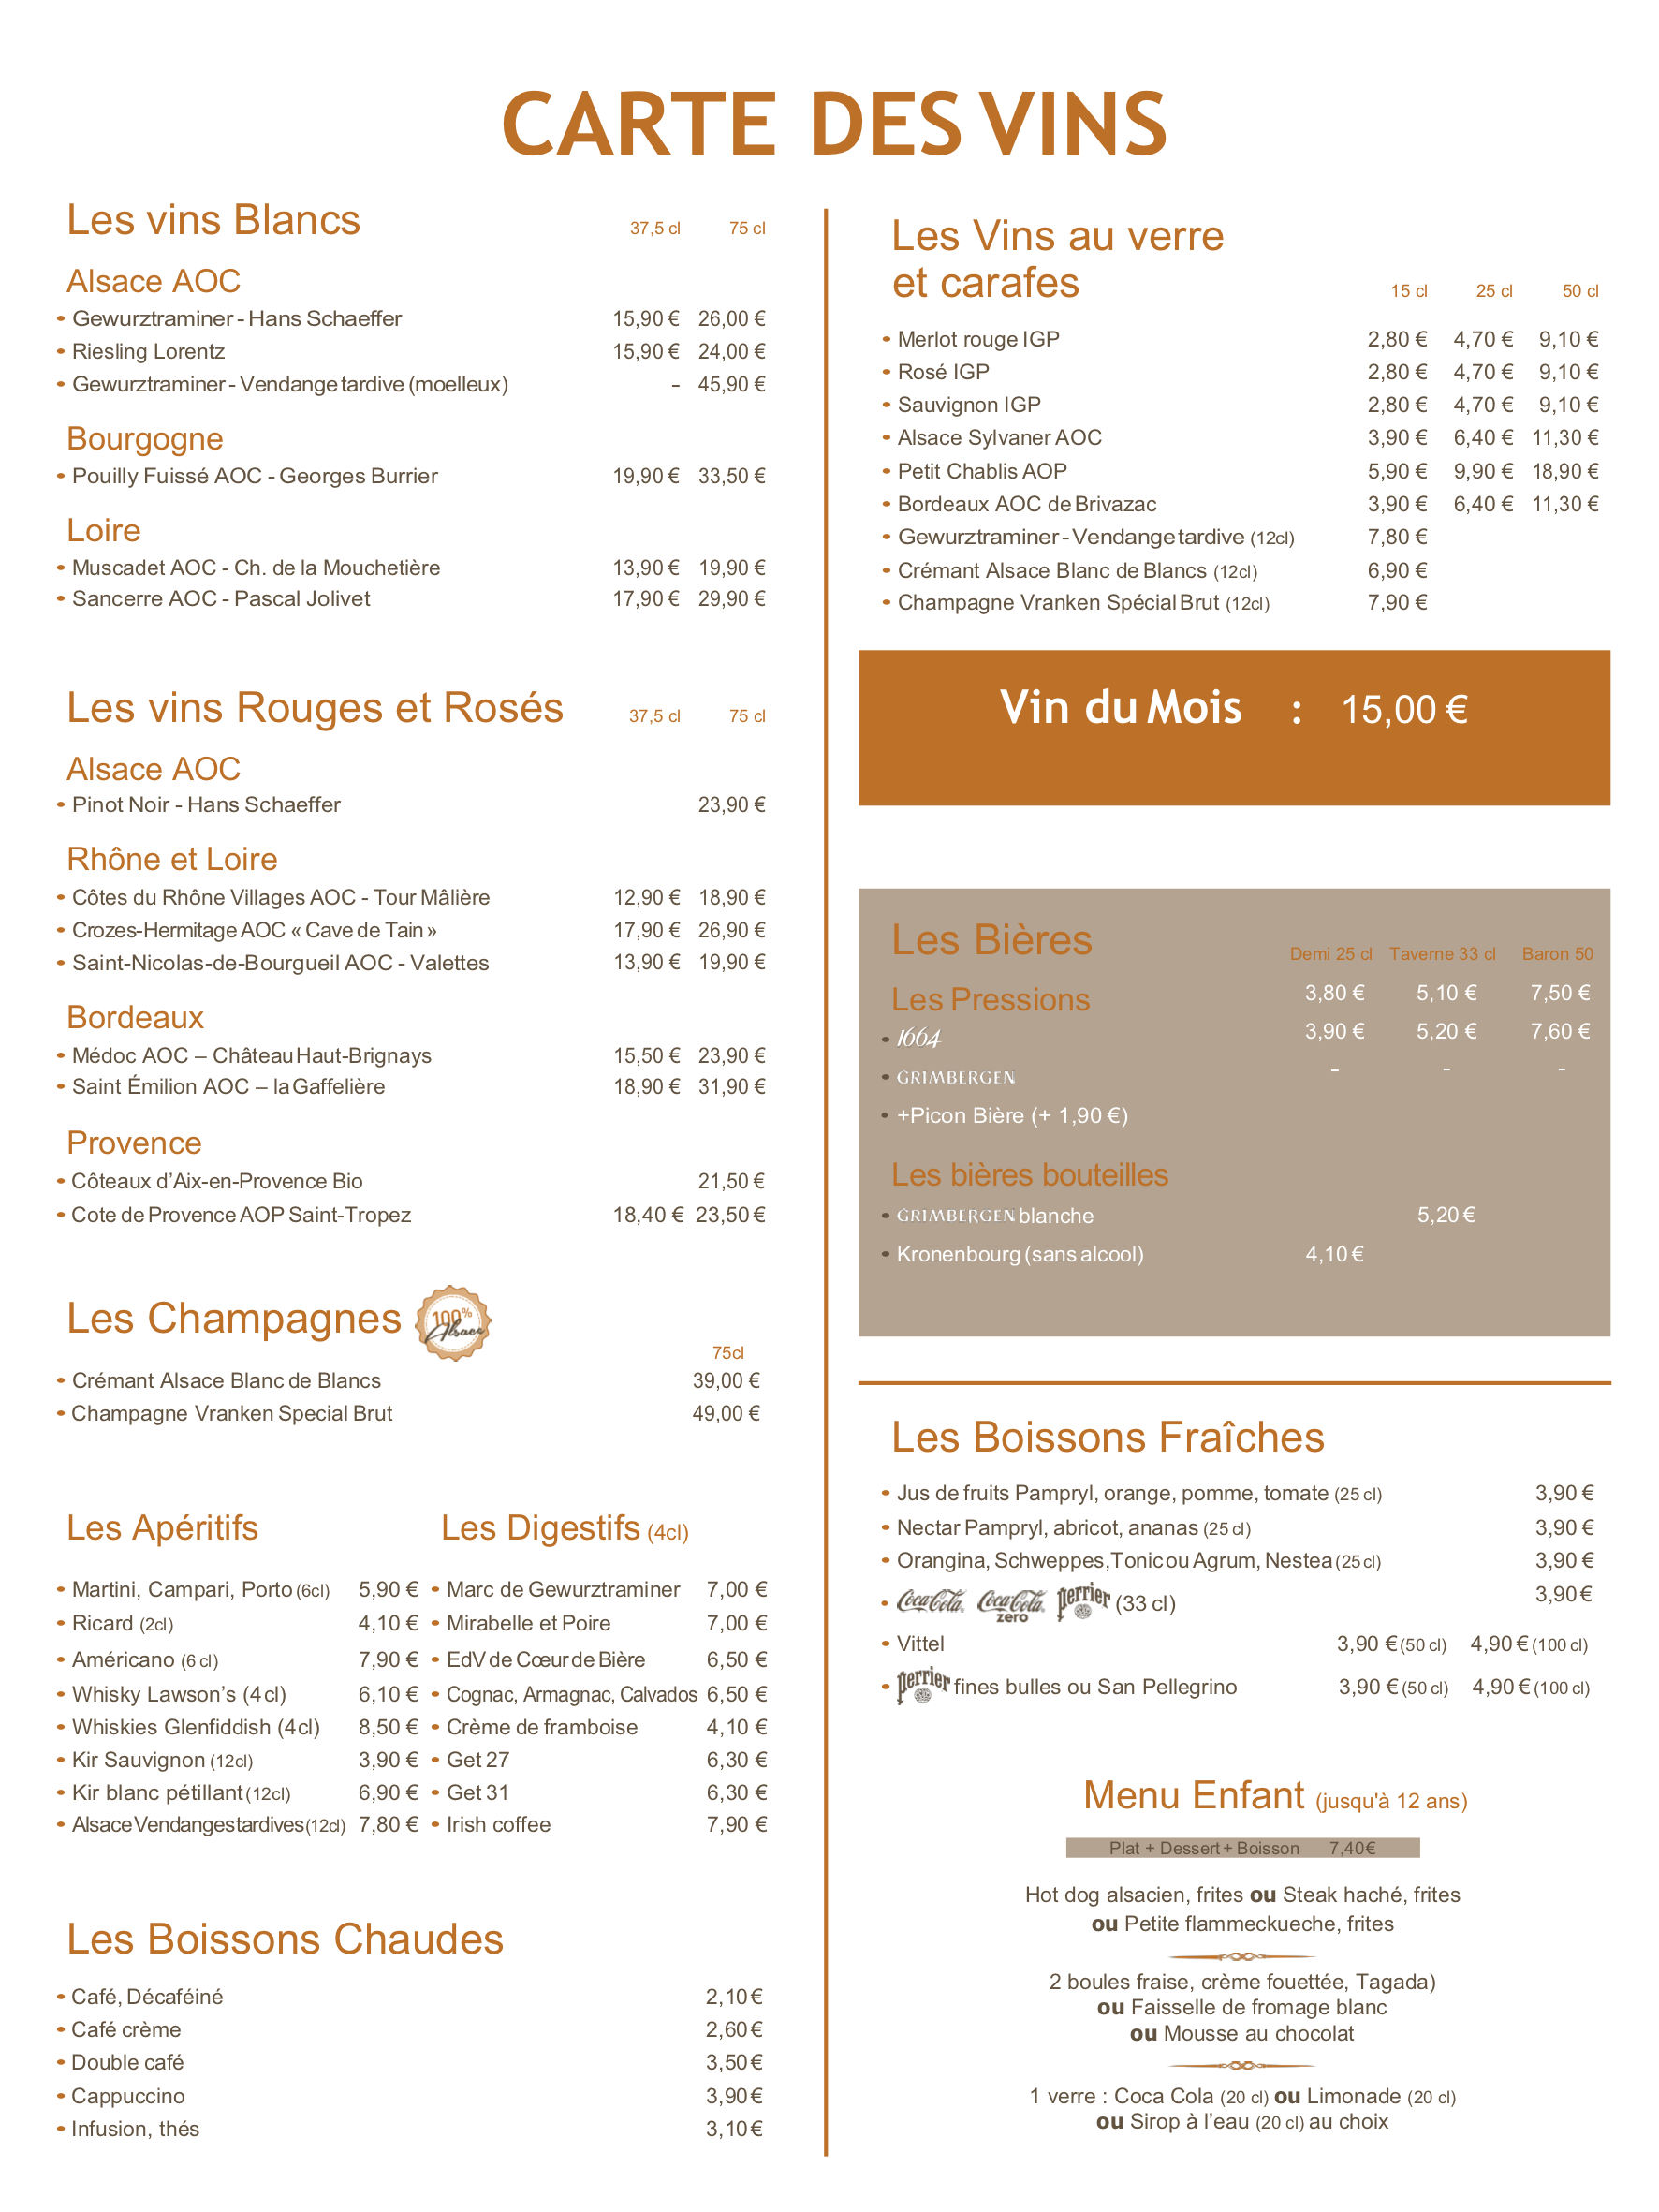 CARTE DES VINS
Les vins Blancs 37,5 cl 75 cl
Alsace AOC
• Gewurztraminer - Hans Schaeffer 15,90 € 26,00 €
• Riesling Lorentz 15,90 € 24,00 €
• Gewurztraminer - Vendange tardive (moelleux) - 45,90 €
Bourgogne
• Pouilly Fuissé AOC - Georges Burrier 19,90 € 33,50 €
Loire
• Muscadet AOC - Ch. de la Mouchetière 13,90 € 19,90 €
• Sancerre AOC - Pascal Jolivet 17,90 € 29,90 €
Les vins Rouges et Rosés 37,5 cl 75 cl
Alsace AOC
• Pinot Noir - Hans Schaeffer 23,90 €
Rhône et Loire
• Côtes du Rhône Villages AOC - Tour Mâlière 12,90 € 18,90 €
• Crozes-Hermitage AOC « Cave de Tain » 17,90 € 26,90 €
• Saint-Nicolas-de-Bourgueil AOC - Valettes 13,90 € 19,90 €
Bordeaux
• Médoc AOC – Château Haut-Brignays 15,50 € 23,90 €
• Saint Émilion AOC – la Gaffelière 18,90 € 31,90 €
Provence
• Côteaux d'Aix-en-Provence Bio 21,50 €
• Cote de Provence AOP Saint-Tropez 18,40 € 23,50 €
Les Champagnes 100% Alsace
75cl
• Crémant Alsace Blanc de Blancs 39,00 €
• Champagne Vranken Special Brut 49,00 €
Les Apéritifs
• Martini, Campari, Porto (6cl) 5,90 €
• Ricard (2cl) 4,10 €
• Américano (6 cl) 7,90 €
• Whisky Lawson's (4 cl) 6,10 €
• Whiskies Glenfiddish (4cl) 8,50 €
• Kir Sauvignon (12cl) 3,90 €
• Kir blanc pétillant (12cl) 6,90 €
• Alsace Vendanges tardives (12cl) 7,80 €
Les Digestifs (4cl)
• Marc de Gewurztraminer 7,00 €
• Mirabelle et Poire 7,00 €
• EdV de Cœur de Bière 6,50 €
• Cognac, Armagnac, Calvados 6,50 €
• Crème de framboise 4,10 €
• Get 27 6,30 €
• Get 31 6,30 €
• Irish coffee 7,90 €
Les Boissons Chaudes
• Café, Décaféiné 2,10 €
• Café crème 2,60 €
• Double café 3,50 €
• Cappuccino 3,90 €
• Infusion, thés 3,10 €
Les Vins au verre
et carafes 15 cl 25 cl 50 cl
• Merlot rouge IGP 2,80 € 4,70 € 9,10 €
• Rosé IGP 2,80 € 4,70 € 9,10 €
• Sauvignon IGP 2,80 € 4,70 € 9,10 €
• Alsace Sylvaner AOC 3,90 € 6,40 € 11,30 €
• Petit Chablis AOP 5,90 € 9,90 € 18,90 €
• Bordeaux AOC de Brivazac 3,90 € 6,40 € 11,30 €
• Gewurztraminer - Vendange tardive (12cl) 7,80 €
• Crémant Alsace Blanc de Blancs (12cl) 6,90 €
• Champagne Vranken Spécial Brut (12cl) 7,90 €
Vin du Mois : 15,00 €
Les Bières Demi 25 cl Taverne 33 cl Baron 50
Les Pressions 3,80 € 5,10 € 7,50 €
• 1664 3,90 € 5,20 € 7,60 €
• GRIMBERGEN - - -
• +Picon Bière (+ 1,90 €)
Les bières bouteilles
• GRIMBERGEN blanche 5,20 €
• Kronenbourg (sans alcool) 4,10 €
Les Boissons Fraîches
• Jus de fruits Pampryl, orange, pomme, tomate (25 cl) 3,90 €
• Nectar Pampryl, abricot, ananas (25 cl) 3,90 €
• Orangina, Schweppes, Tonic ou Agrum, Nestea (25 cl) 3,90 €
• Coca-Cola Coca-Cola zero perrier (33 cl) 3,90 €
• Vittel 3,90 € (50 cl) 4,90 € (100 cl)
• perrier fines bulles ou San Pellegrino 3,90 € (50 cl) 4,90 € (100 cl)
Menu Enfant (jusqu'à 12 ans)
Plat + Dessert + Boisson 7,40€
Hot dog alsacien, frites ou Steak haché, frites
ou Petite flammeckueche, frites
2 boules fraise, crème fouettée, Tagada)
ou Faisselle de fromage blanc
ou Mousse au chocolat
1 verre : Coca Cola (20 cl) ou Limonade (20 cl)
ou Sirop à l'eau (20 cl) au choix